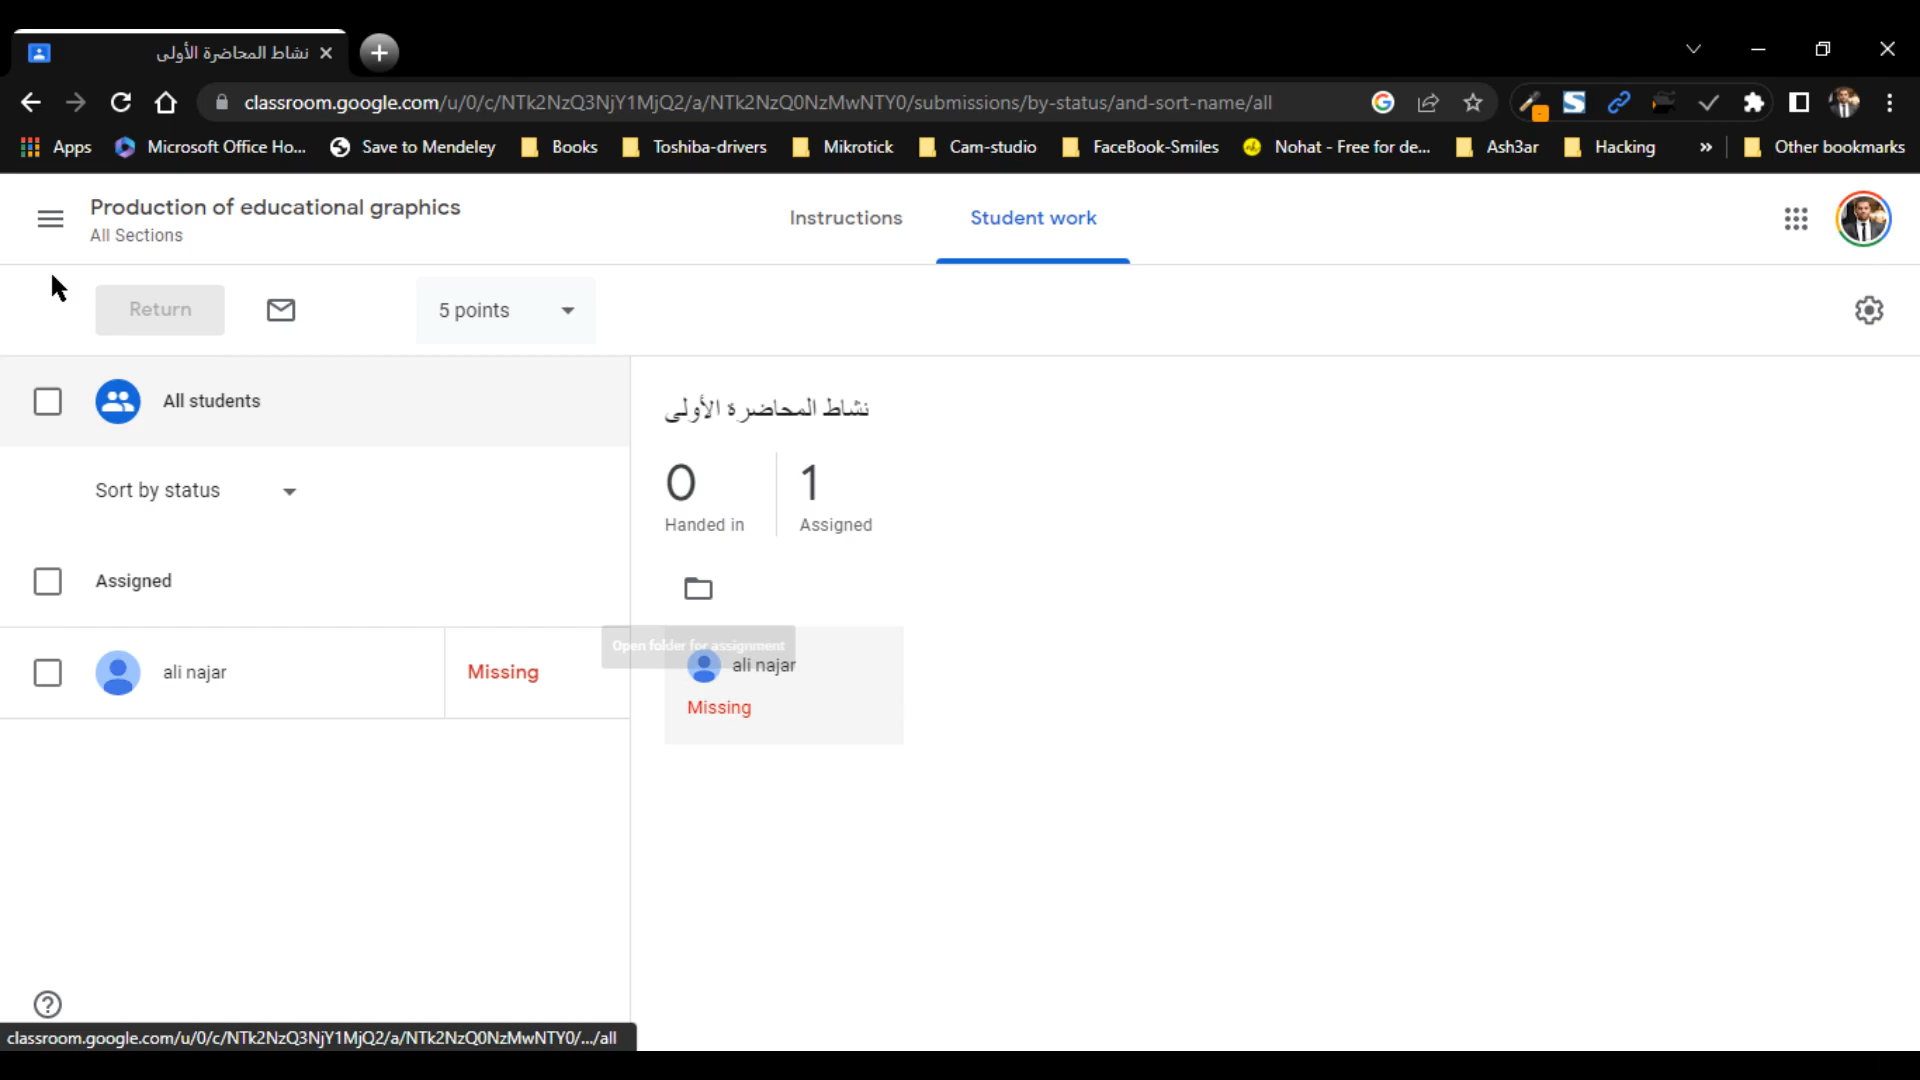 نشاط المحاضرة الأولى
classroom.google.com/u/0/c/NTk2NzQ3NjY1MjQ2/a/NTk2NzQ0NzMwNTY0/submissions/by-status/and-sort-name/all
Apps Microsoft Office Ho... Save to Mendeley Books Toshiba-drivers Mikrotick Cam-studio FaceBook-Smiles Nohat - Free for de... Ash3ar Hacking » Other bookmarks
Production of educational graphics
All Sections
Instructions Student work
Return 5 points
All students
Sort by status
Assigned
ali najar Missing
نشاط المحاضرة الأولى
0 1
Handed in Assigned
Open folder for assignment
ali najar
Missing
classroom.google.com/u/0/c/NTk2NzQ3NjY1MjQ2/a/NTk2NzQ0NzMwNTY0/.../all